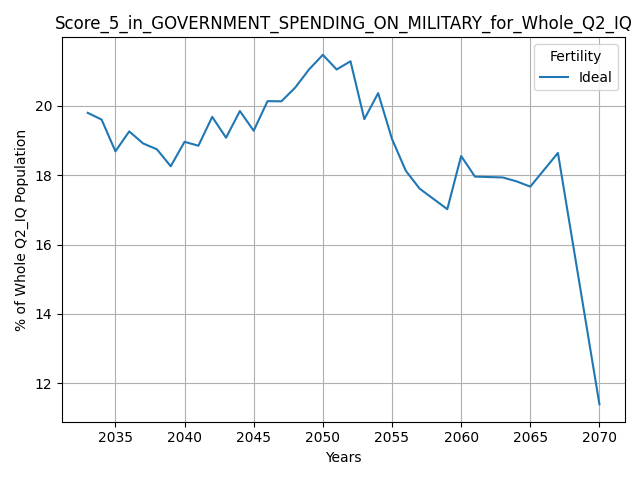 Score_5_in_GOVERNMENT_SPENDING_ON_MILITARY_for_Whole_Q2_IQ
Fertility
Ideal
% of Whole Q2_IQ Population
20
18
16
14
12
2035 2040 2045 2050 2055 2060 2065 2070
Years